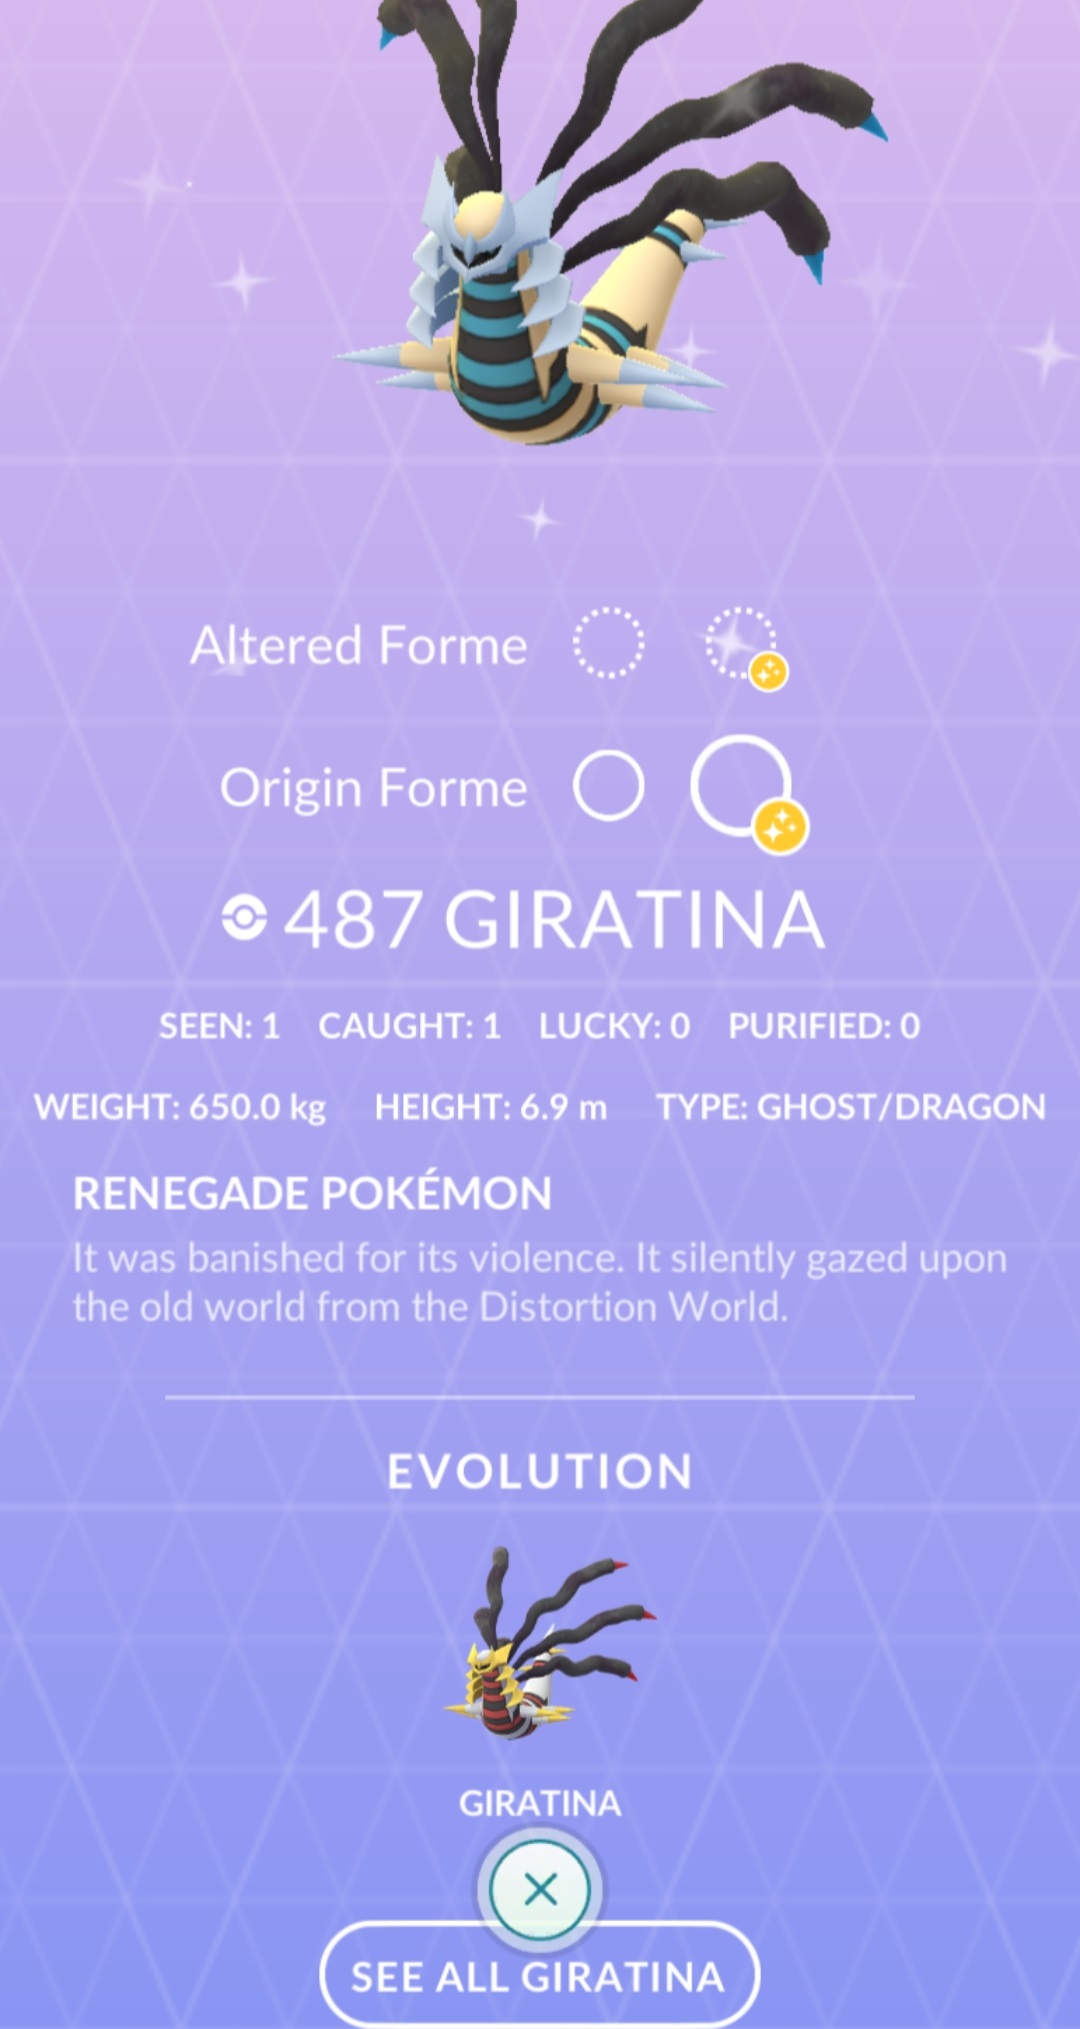 Altered Forme
Origin Forme
487 GIRATINA
SEEN: 1 CAUGHT: 1 LUCKY: 0 PURIFIED: 0
WEIGHT: 650.0 kg HEIGHT: 6.9 m TYPE: GHOST/DRAGON
RENEGADE POKÉMON
It was banished for its violence. It silently gazed upon
the old world from the Distortion World.
EVOLUTION
GIRATINA
SEE ALL GIRATINA